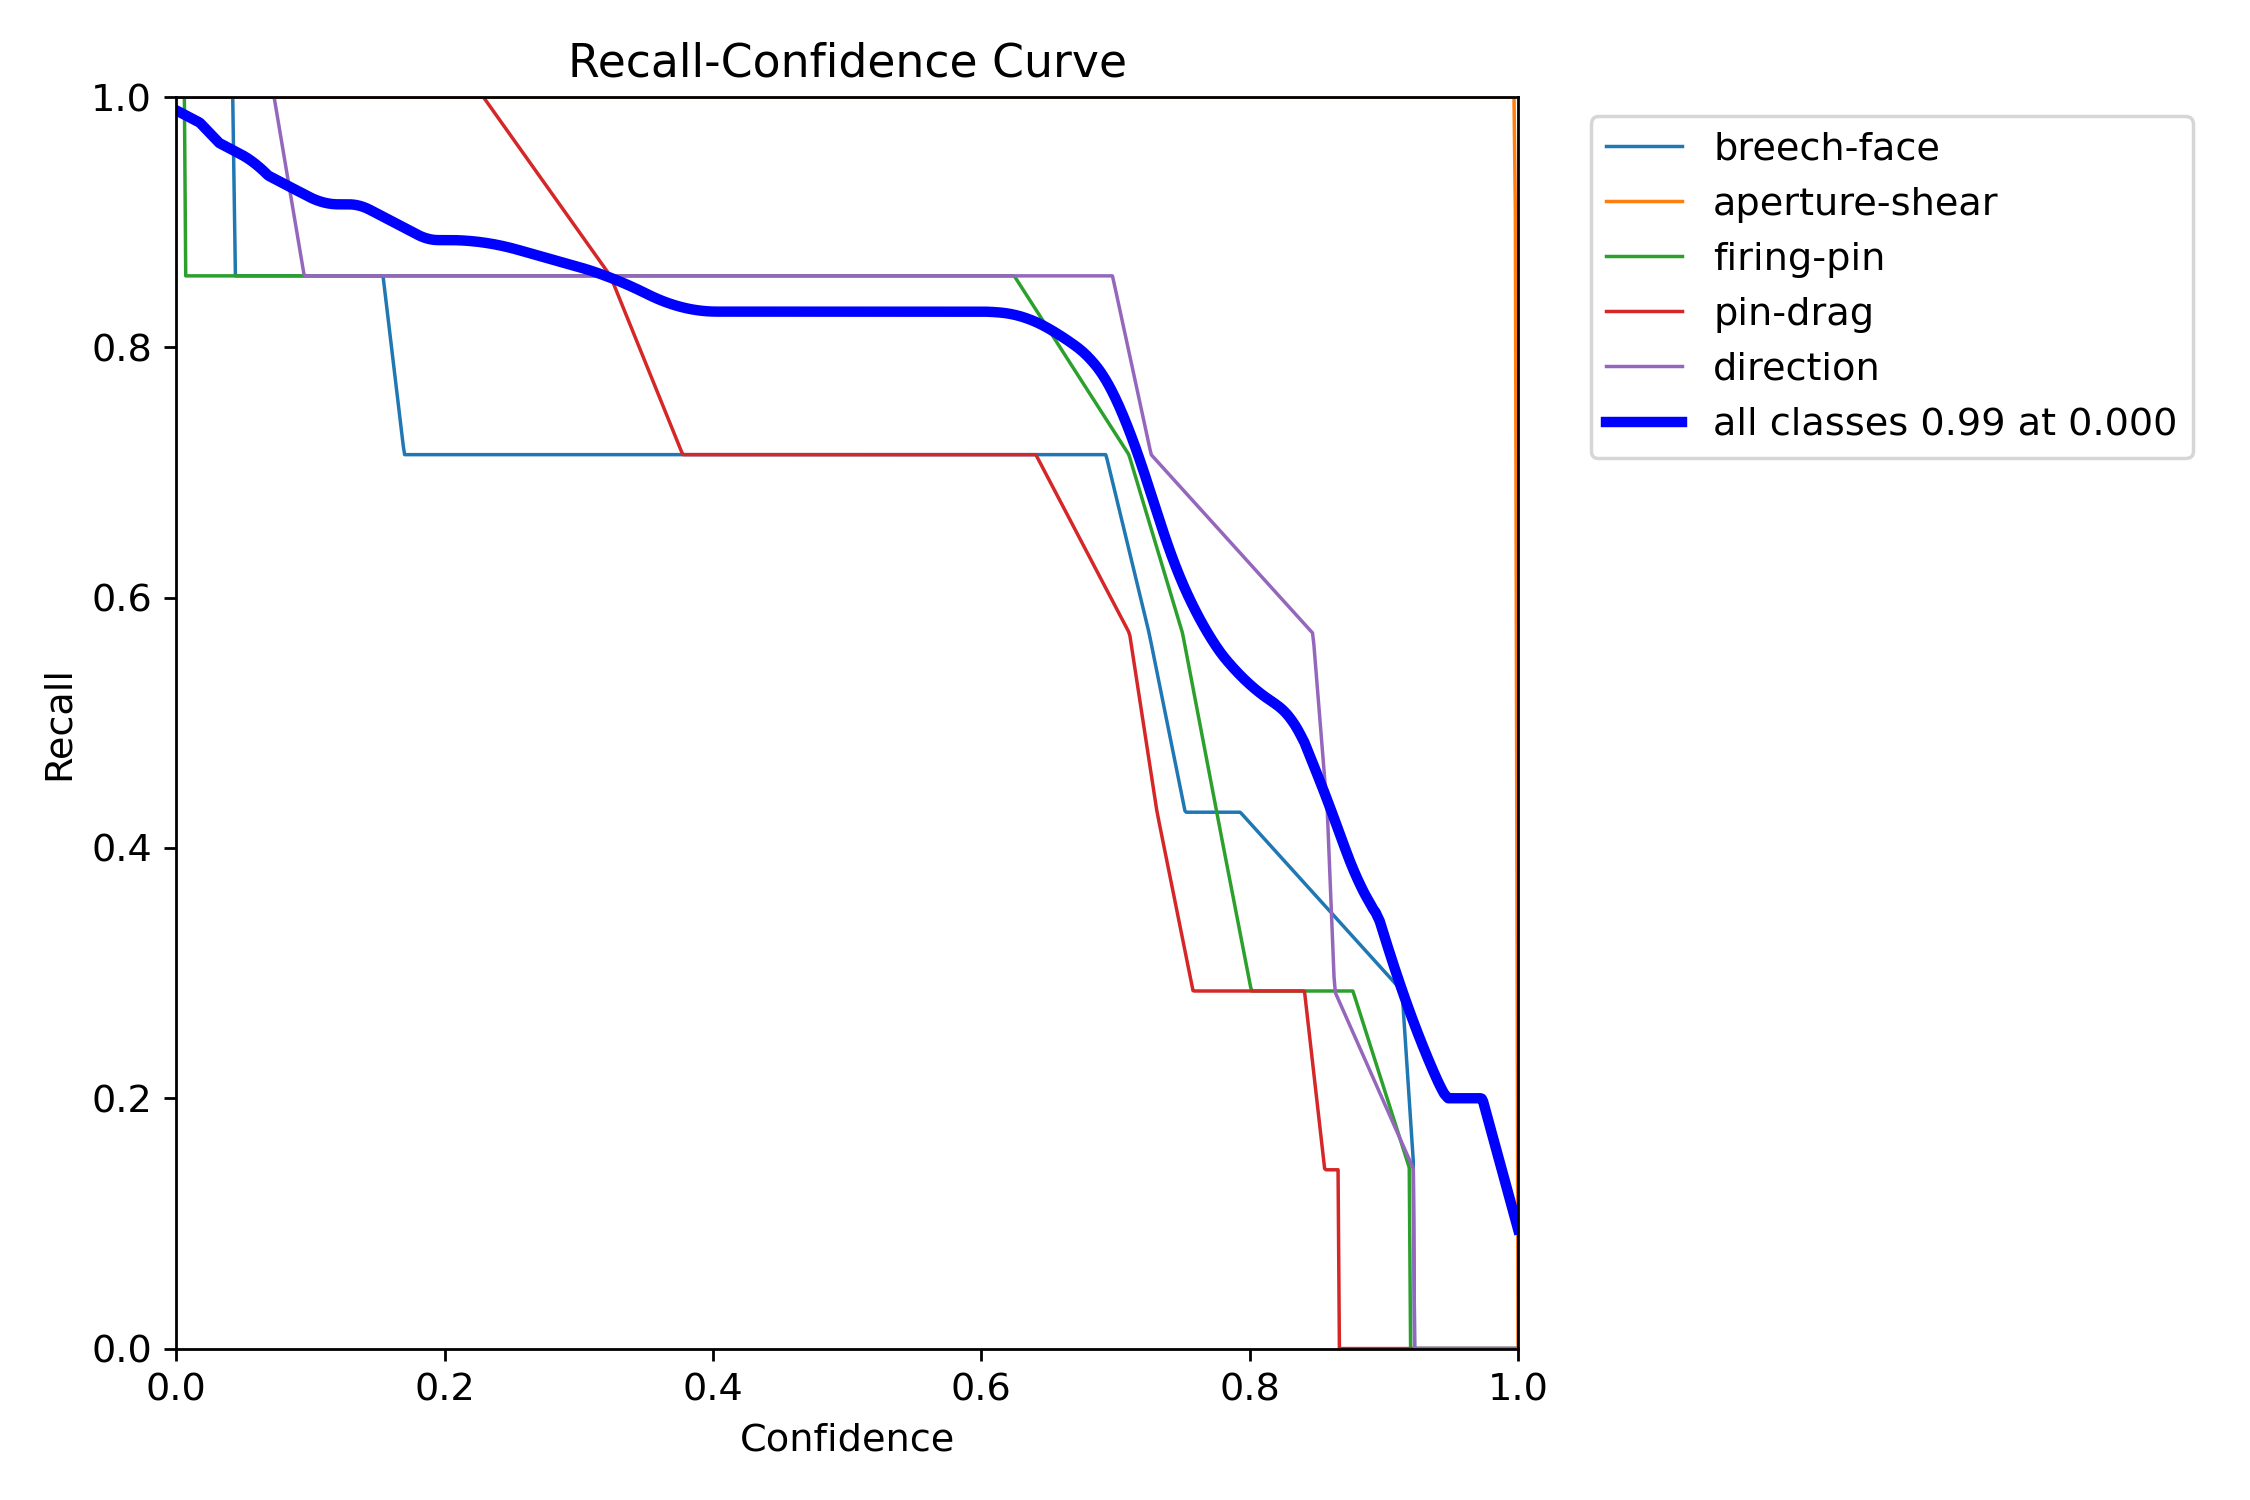 Recall-Confidence Curve
1.0
0.8
0.6
0.4
0.2
0.0
Recall
0.0 0.2 0.4 0.6 0.8 1.0
Confidence
breech-face
aperture-shear
firing-pin
pin-drag
direction
all classes 0.99 at 0.000